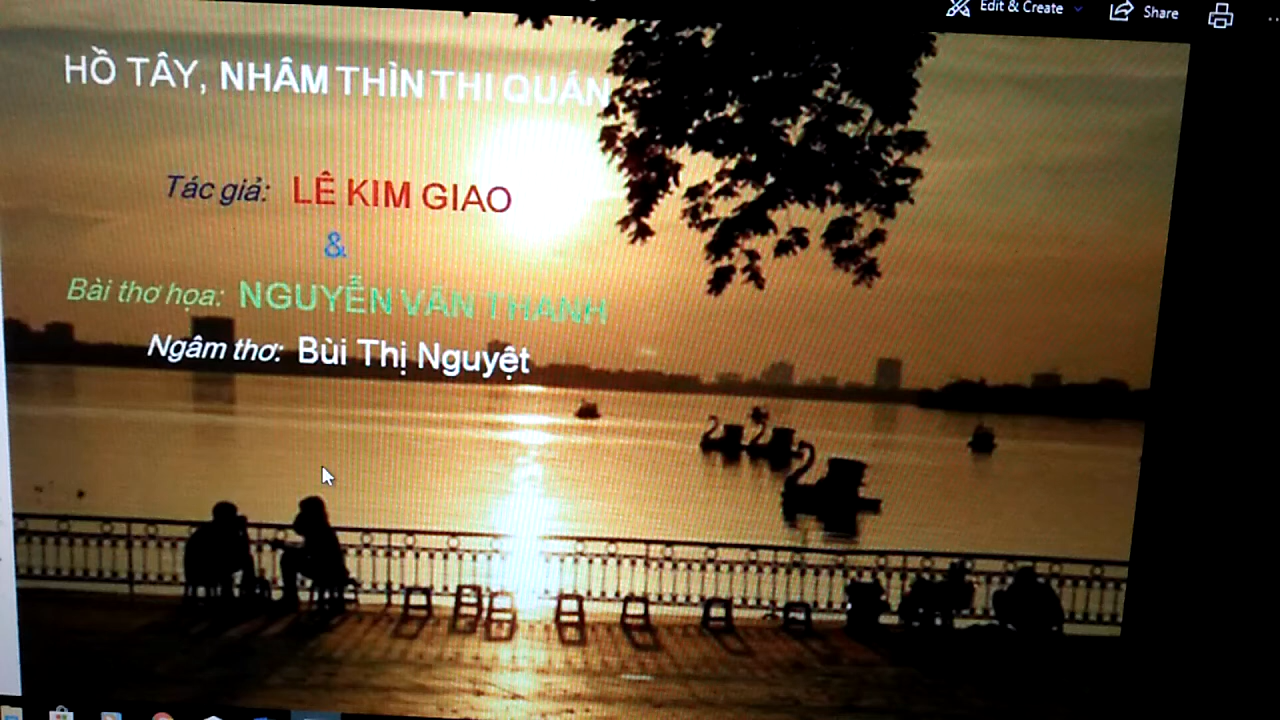 Edit & Create
Share
HỒ TÂY, NHÂM THÌN THI QUÁN
Tác giả: LÊ KIM GIAO
&
Bài thơ họa: NGUYỄN VĂN THANH
Ngâm thơ: Bùi Thị Nguyệt